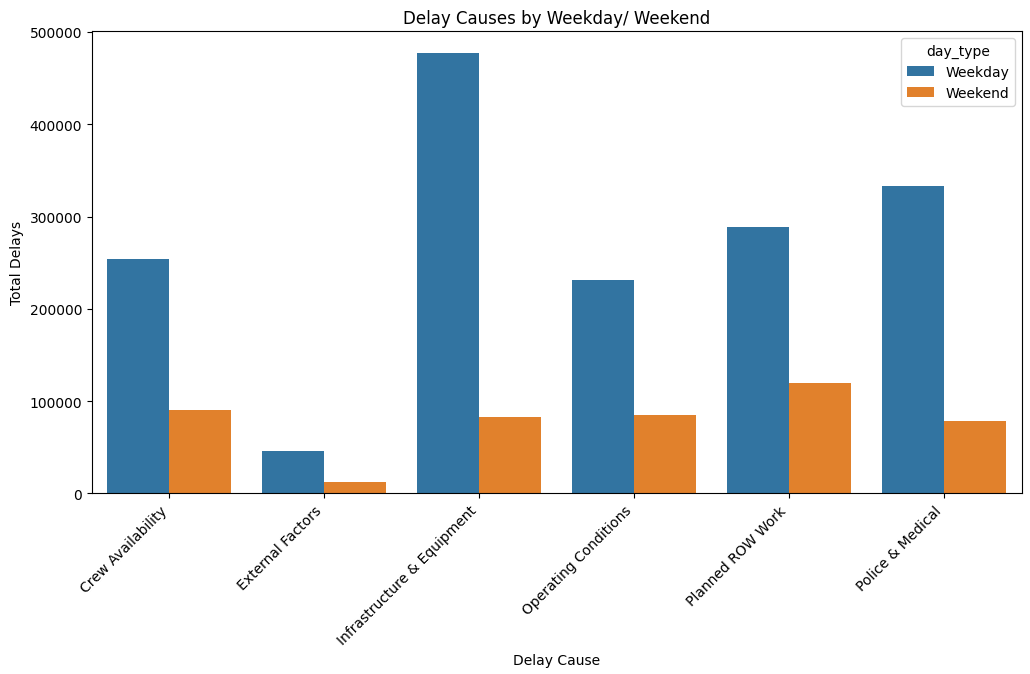 Delay Causes by Weekday/ Weekend
500000
400000
300000
200000
100000
0
Total Delays
day_type
Weekday
Weekend
Crew Availability
External Factors
Infrastructure & Equipment
Operating Conditions
Planned ROW Work
Police & Medical
Delay Cause